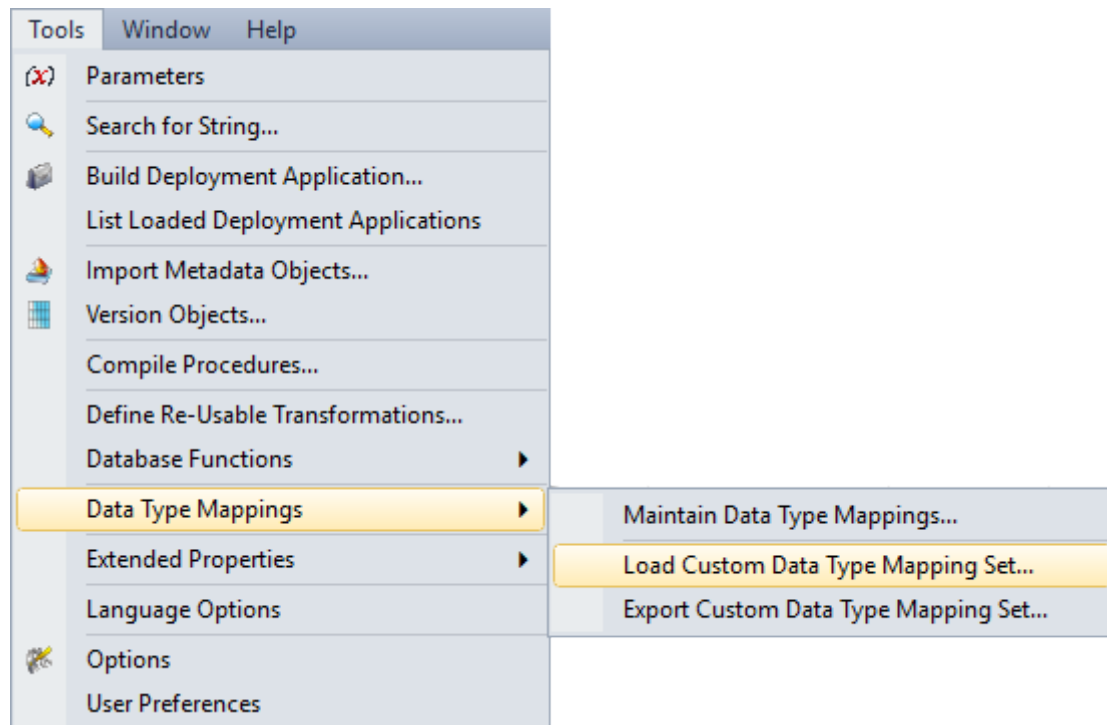 Tools Window Help
(x) Parameters
Search for String...
Build Deployment Application...
List Loaded Deployment Applications
Import Metadata Objects...
Version Objects...
Compile Procedures...
Define Re-Usable Transformations...
Database Functions
Data Type Mappings
Maintain Data Type Mappings...
Load Custom Data Type Mapping Set...
Export Custom Data Type Mapping Set...
Extended Properties
Language Options
Options
User Preferences